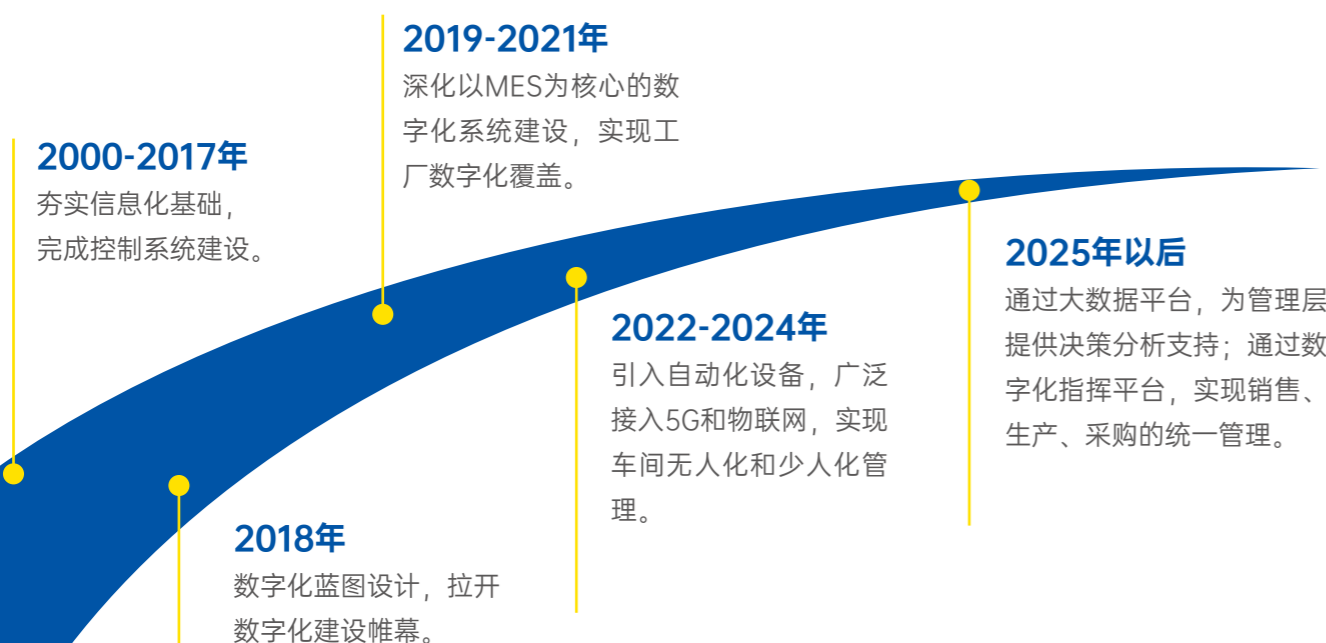 2000-2017年
夯实信息化基础，
完成控制系统建设。
2018年
数字化蓝图设计，拉开
数字化建设帷幕。
2019-2021年
深化以MES为核心的数
字化系统建设，实现工
厂数字化覆盖。
2022-2024年
引入自动化设备，广泛
接入5G和物联网，实现
车间无人化和少人化管
理。
2025年以后
通过大数据平台，为管理层
提供决策分析支持；通过数
字化指挥平台，实现销售、
生产、采购的统一管理。